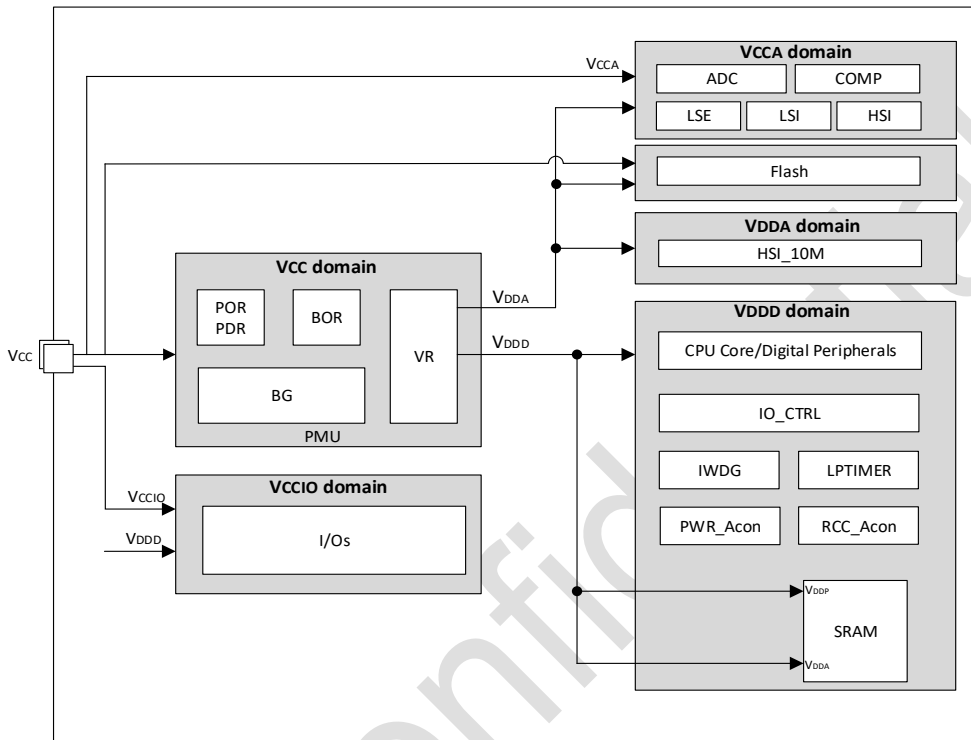 VCCA domain
VCCA
ADC
COMP
LSE
LSI
HSI
Flash
VDDA domain
HSI_10M
VCC domain
POR
PDR
BOR
VR
BG
PMU
VDDA
VDDD
VCC
VDDD domain
CPU Core/Digital Peripherals
IO_CTRL
IWDG
LPTIMER
PWR_Acon
RCC_Acon
VDDP
SRAM
VDDA
VCCIO domain
VCCIO
VDDD
I/Os